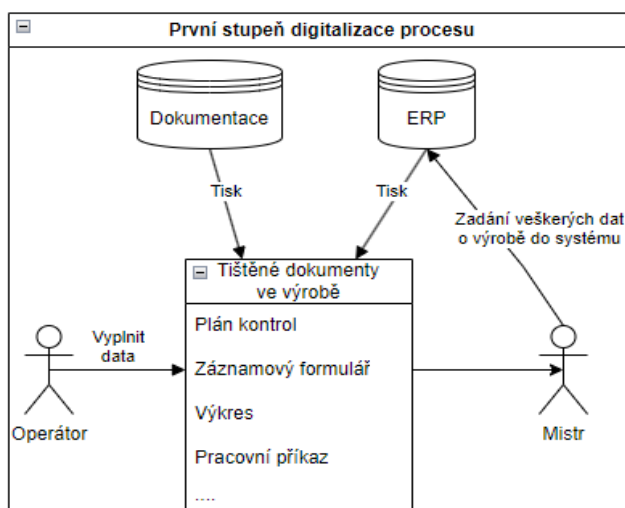 První stupeň digitalizace procesu
Dokumentace
ERP
Tisk
Tisk
Zadání veškerých dat
o výrobě do systému
Tištěné dokumenty
ve výrobě
Vyplnit
data
Plán kontrol
Záznamový formulář
Výkres
Pracovní příkaz
....
Operátor
Mistr